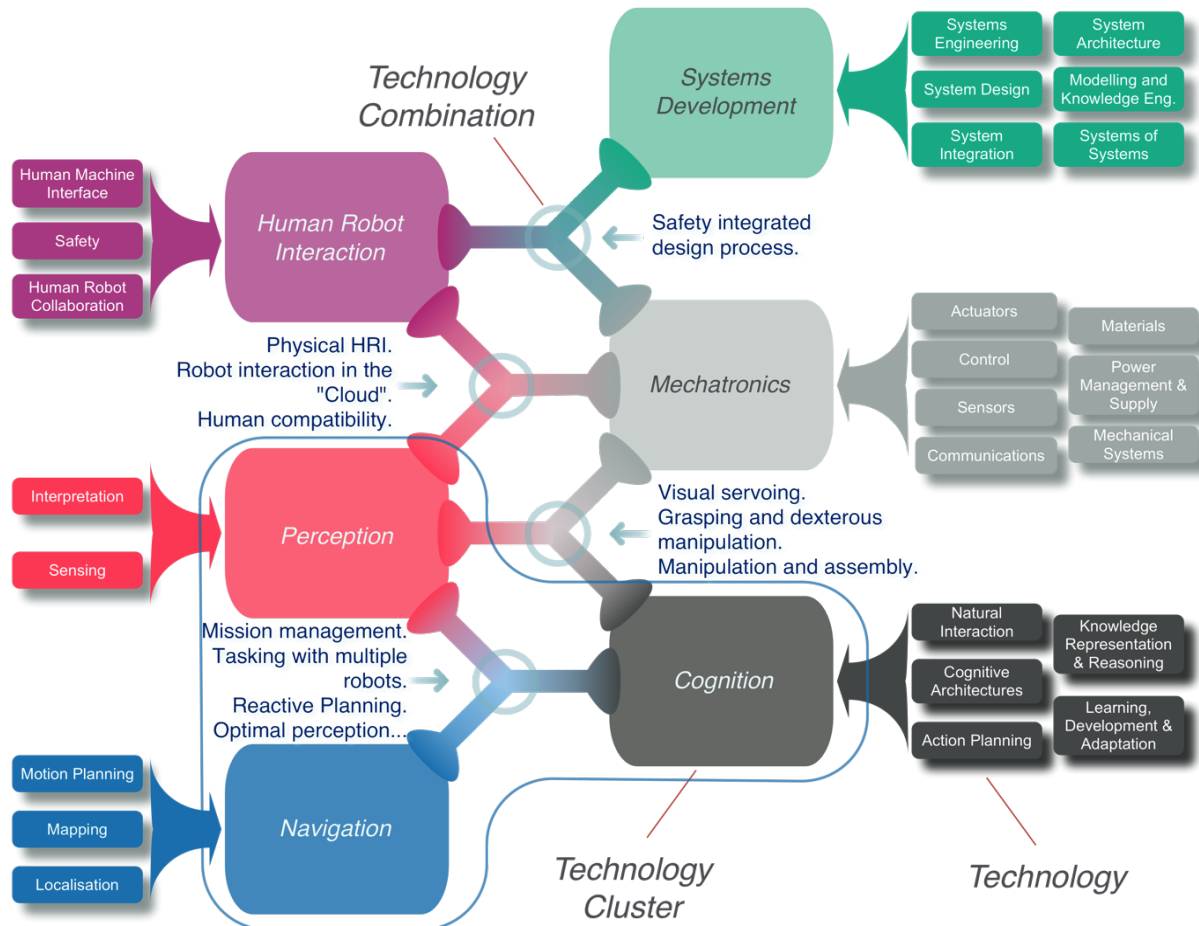 Technology
Combination
Systems
Development
Systems
Engineering
System
Architecture
System Design
Modelling and
Knowledge Eng.
System
Integration
Systems of
Systems
Human Machine
Interface
Safety
Human Robot
Collaboration
Human Robot
Interaction
Safety integrated
design process.
Physical HRI.
Robot interaction in the
"Cloud".
Human compatibility.
Mechatronics
Actuators
Materials
Control
Power
Management &
Supply
Sensors
Communications
Mechanical
Systems
Interpretation
Sensing
Perception
Visual servoing.
Grasping and dexterous
manipulation.
Manipulation and assembly.
Mission management.
Tasking with multiple
robots.
Reactive Planning.
Optimal perception...
Cognition
Natural
Interaction
Knowledge
Representation
& Reasoning
Cognitive
Architectures
Learning,
Development &
Adaptation
Action Planning
Motion Planning
Mapping
Localisation
Navigation
Technology
Cluster
Technology